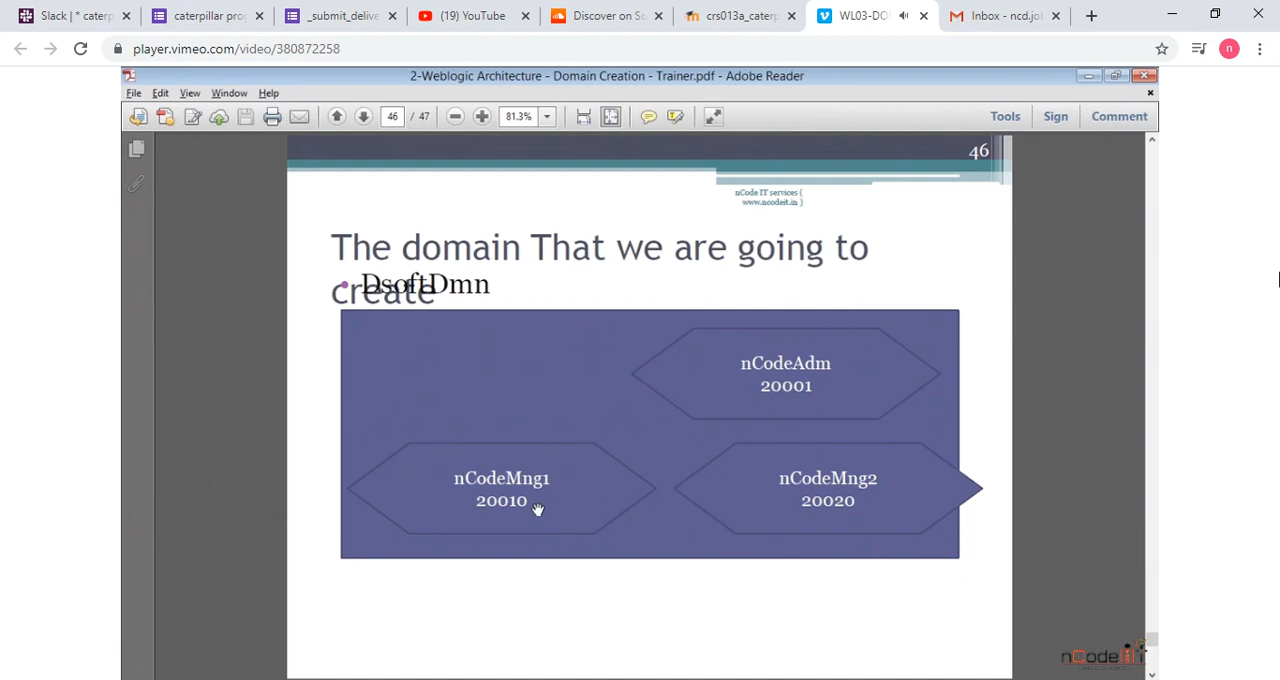 Slack | * caterp
caterpillar prog
_submit_delive
(19) YouTube
Discover on So
crs013a_caterp
WL03-DOM
Inbox - ncd.jo
player.vimeo.com/video/380872258
n
2-Weblogic Architecture - Domain Creation - Trainer.pdf - Adobe Reader
File Edit View Window Help
46 / 47
81.3%
Tools Sign Comment
46
nCode IT services (
www.ncodeit.in )
The domain That we are going to
create
• DsoftDmn
nCodeAdm
20001
nCodeMng1
20010
nCodeMng2
20020
nCode iT